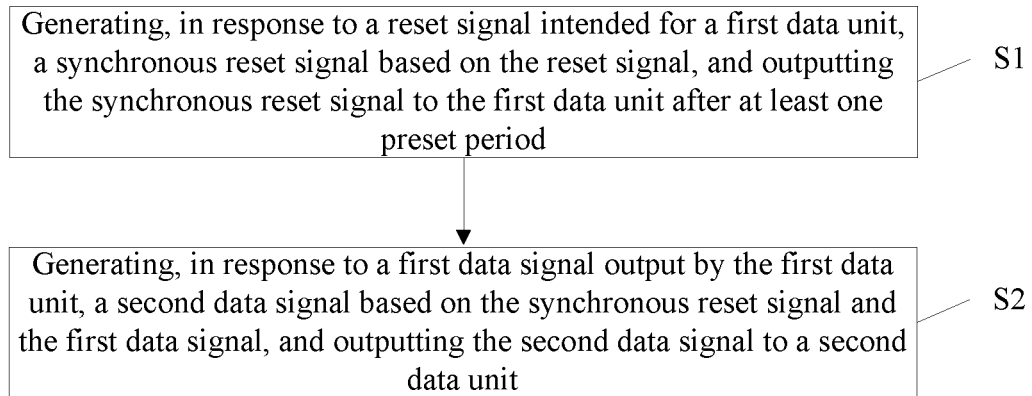 Generating, in response to a reset signal intended for a first data unit,
a synchronous reset signal based on the reset signal, and outputting
the synchronous reset signal to the first data unit after at least one
preset period
S1
Generating, in response to a first data signal output by the first data
unit, a second data signal based on the synchronous reset signal and
the first data signal, and outputting the second data signal to a second
data unit
S2